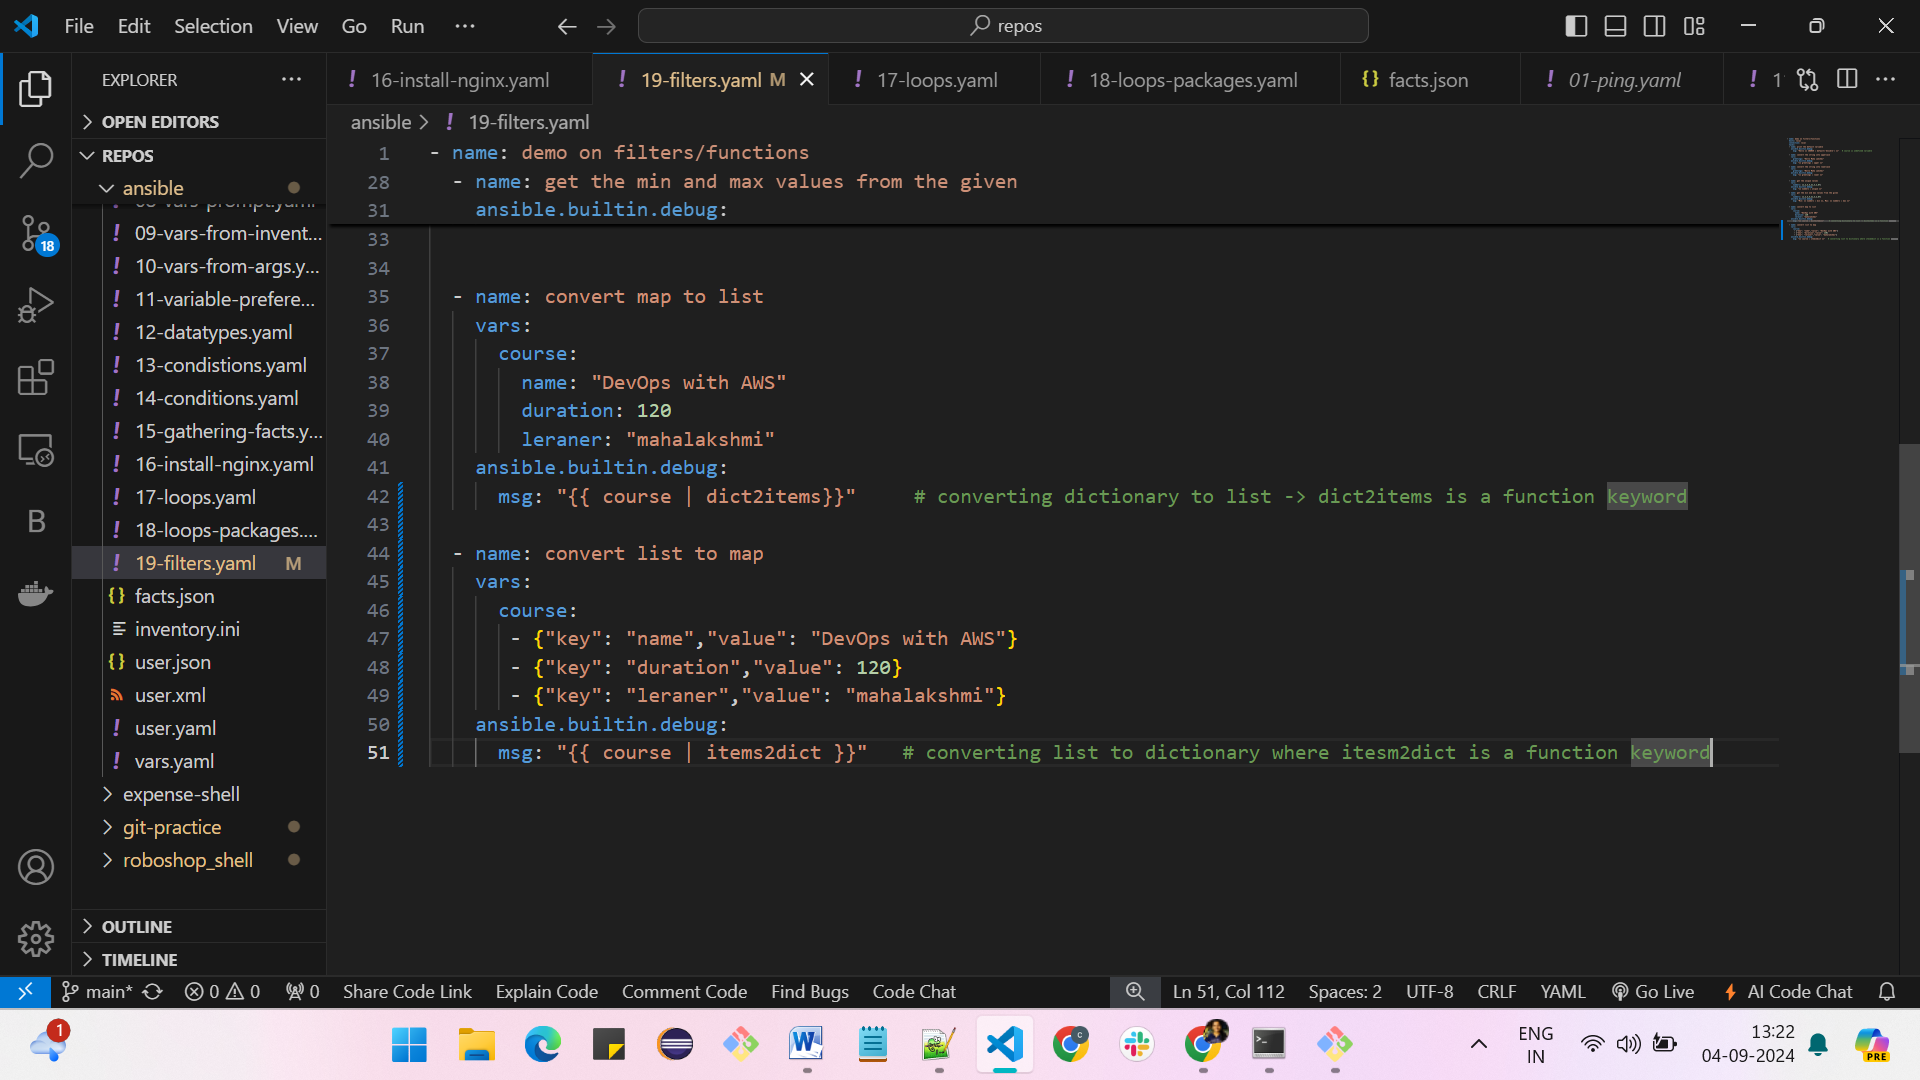 File Edit Selection View Go Run ··· repos
EXPLORER ···
16-install-nginx.yaml 19-filters.yaml M 17-loops.yaml 18-loops-packages.yaml facts.json 01-ping.yaml 1
OPEN EDITORS
REPOS
ansible
09-vars-from-invent...
10-vars-from-args.y...
11-variable-prefere...
12-datatypes.yaml
13-condistions.yaml
14-conditions.yaml
15-gathering-facts.y...
16-install-nginx.yaml
17-loops.yaml
18-loops-packages....
19-filters.yaml M
facts.json
inventory.ini
user.json
user.xml
user.yaml
vars.yaml
expense-shell
git-practice
roboshop_shell
OUTLINE
TIMELINE
18
B
ansible > 19-filters.yaml
1 - name: demo on filters/functions
28 - name: get the min and max values from the given
31 ansible.builtin.debug:
33
34
35 - name: convert map to list
36 vars:
37 course:
38 name: "DevOps with AWS"
39 duration: 120
40 leraner: "mahalakshmi"
41 ansible.builtin.debug:
42 msg: "{{ course | dict2items}}" # converting dictionary to list -> dict2items is a function keyword
43
44 - name: convert list to map
45 vars:
46 course:
47 - {"key": "name","value": "DevOps with AWS"}
48 - {"key": "duration","value": 120}
49 - {"key": "leraner","value": "mahalakshmi"}
50 ansible.builtin.debug:
51 msg: "{{ course | items2dict }}" # converting list to dictionary where itesm2dict is a function keyword
main* 0 0 0 Share Code Link Explain Code Comment Code Find Bugs Code Chat Ln 51, Col 112 Spaces: 2 UTF-8 CRLF YAML Go Live AI Code Chat
1
ENG
IN
13:22
04-09-2024
PRE